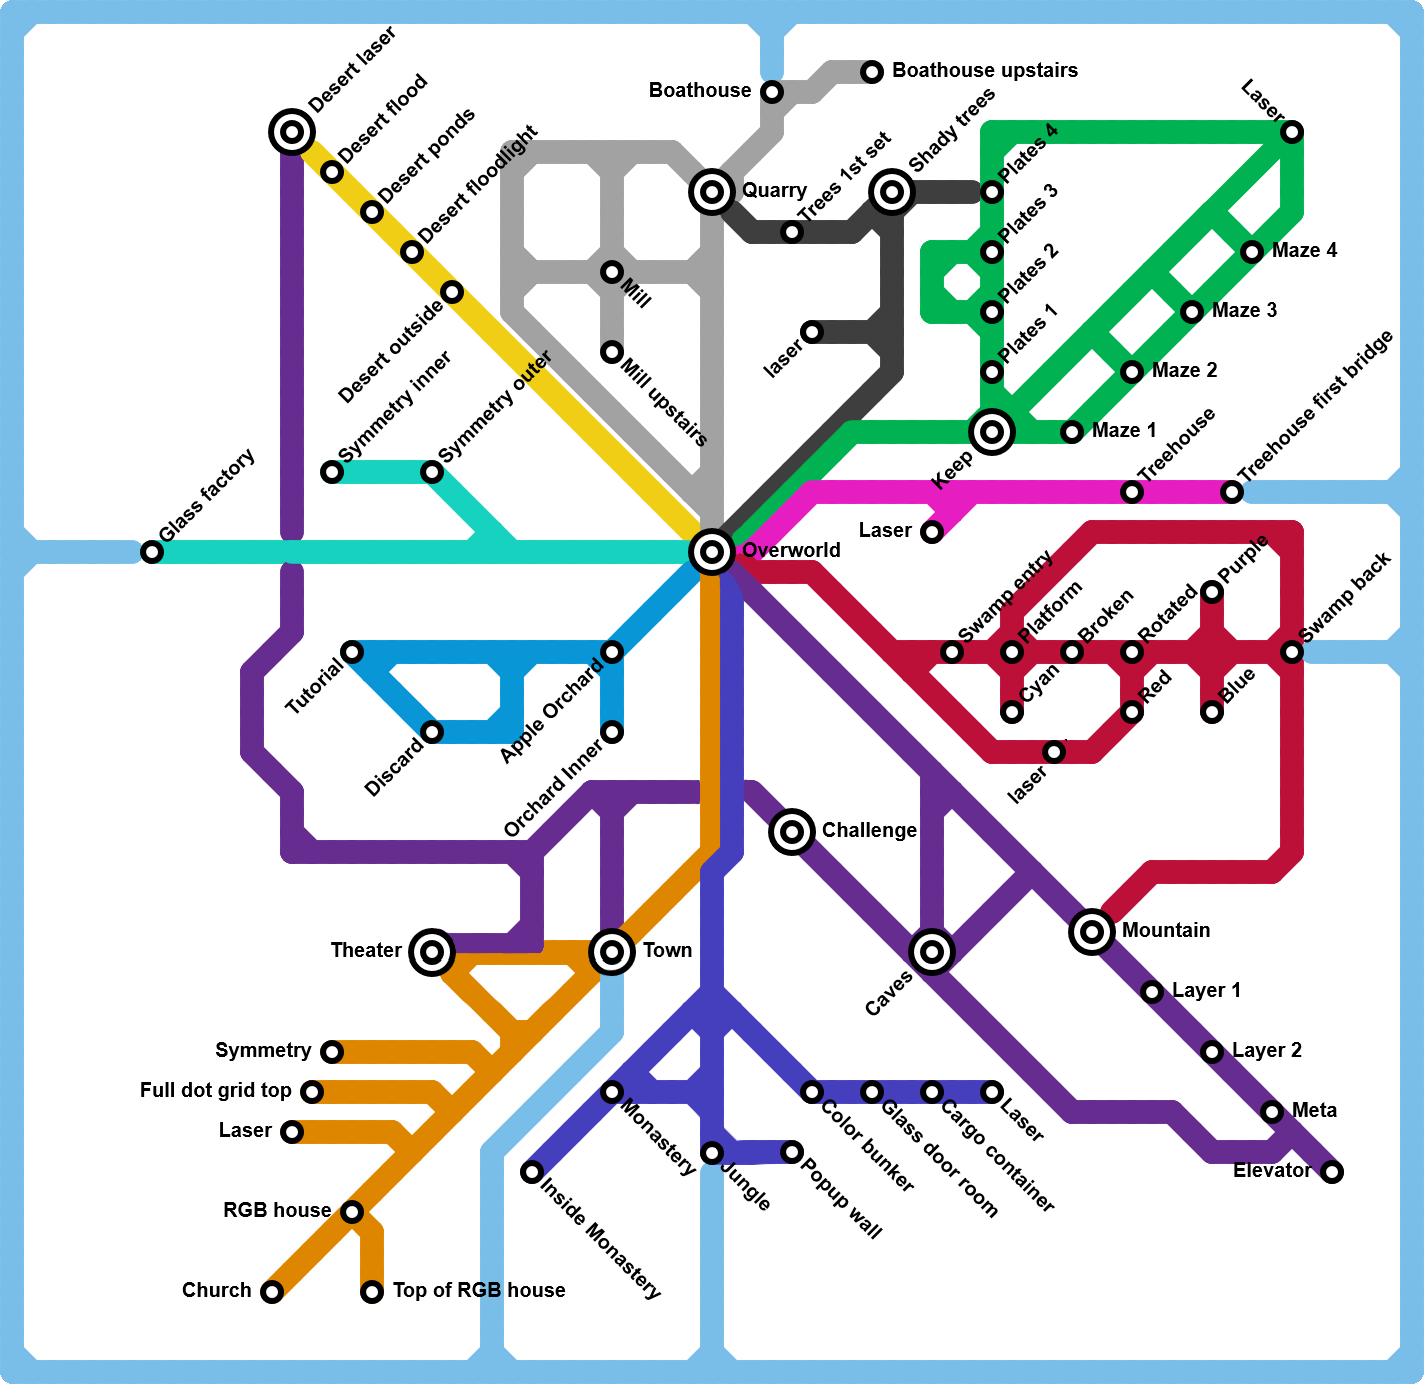 Desert laser
Desert flood
Desert ponds
Desert floodlight
Desert outside
Boathouse
Boathouse upstairs
Quarry
Trees 1st set
Shady trees
Plates 4
Plates 3
Plates 2
Plates 1
Laser
Maze 4
Maze 3
Maze 2
Maze 1
Mill
Mill upstairs
laser
Keep
Symmetry inner
Symmetry outer
Glass factory
Treehouse
Treehouse first bridge
Laser
Overworld
Swamp entry
Platform
Broken
Rotated
Purple
Swamp back
Cyan
Red
Blue
laser
Tutorial
Discard
Apple Orchard
Orchard Inner
Challenge
Mountain
Caves
Layer 1
Layer 2
Meta
Elevator
Theater
Town
Symmetry
Full dot grid top
Laser
RGB house
Church
Top of RGB house
Monastery
Inside Monastery
Jungle
Popup wall
Color bunker
Glass door room
Cargo container
Laser